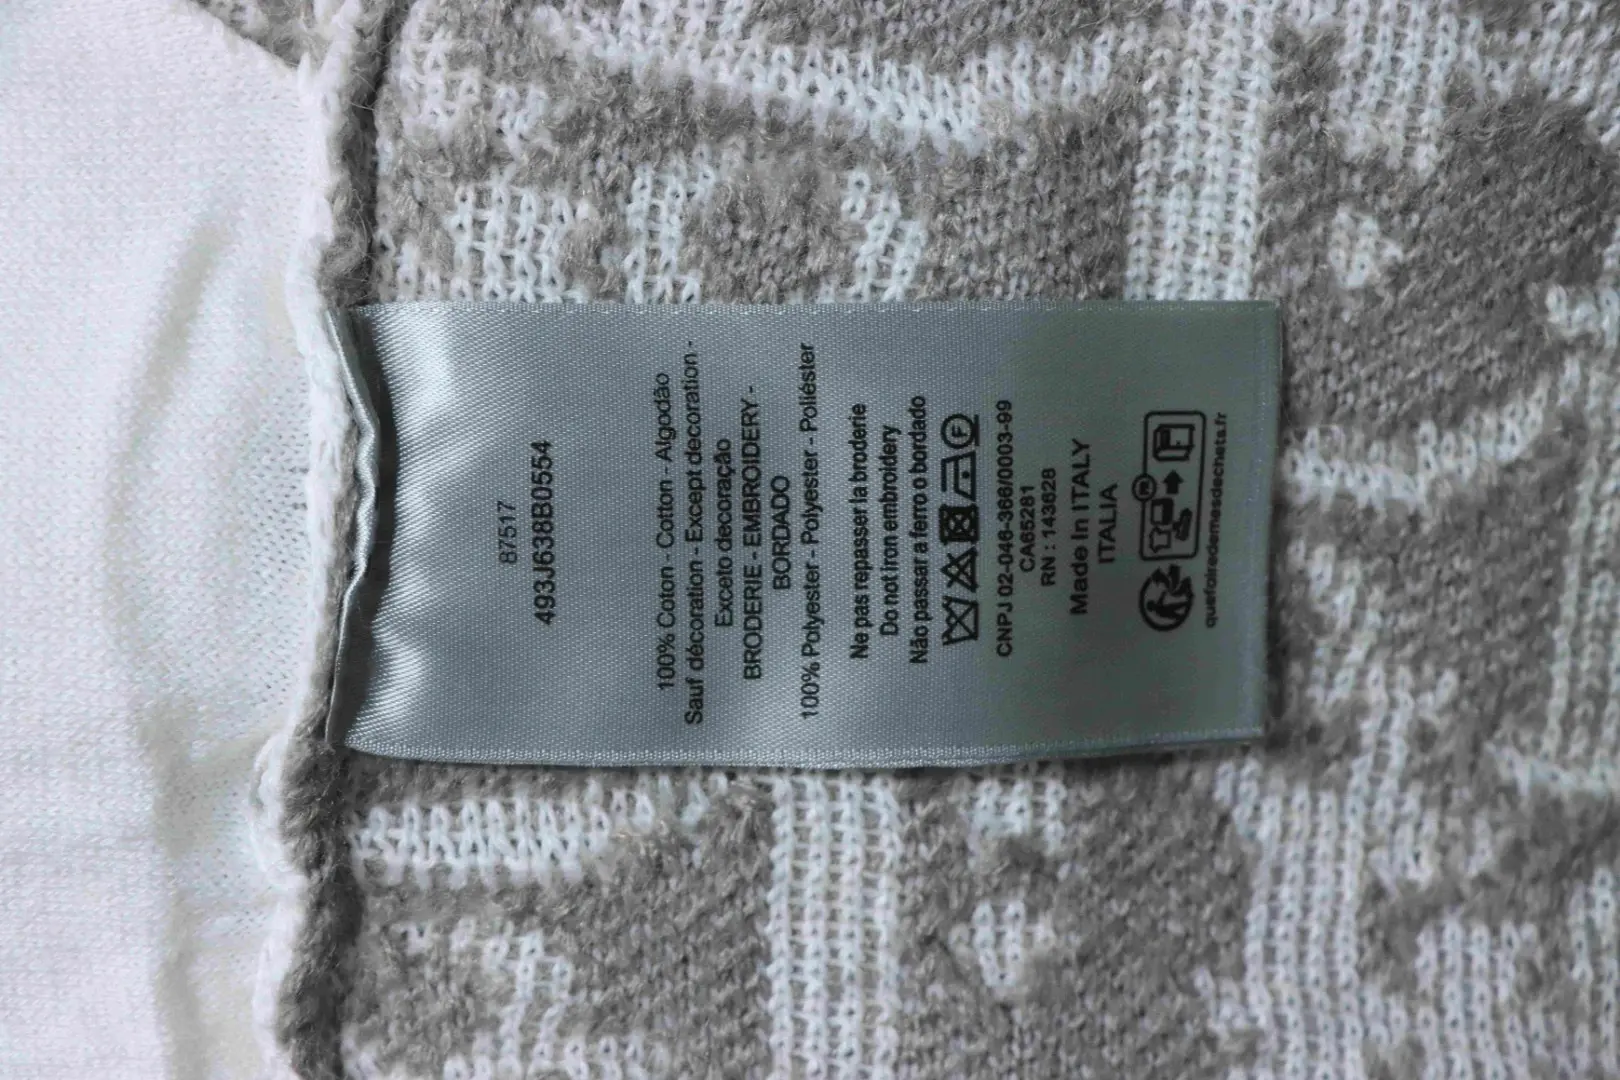 87517
493J638B0554
100% Coton - Cotton - Algodão
Sauf décoration - Except decoration -
Exceto decoração
BRODERIE - EMBROIDERY -
BORDADO
100% Polyester - Polyester - Poliéster
Ne pas repasser la broderie
Do not iron embroidery
Não passar a ferro o bordado
F
CNPJ 02-046-366/0003-99
CA65281
RN : 143628
Made in ITALY
ITALIA
quefairedemesdechets.fr